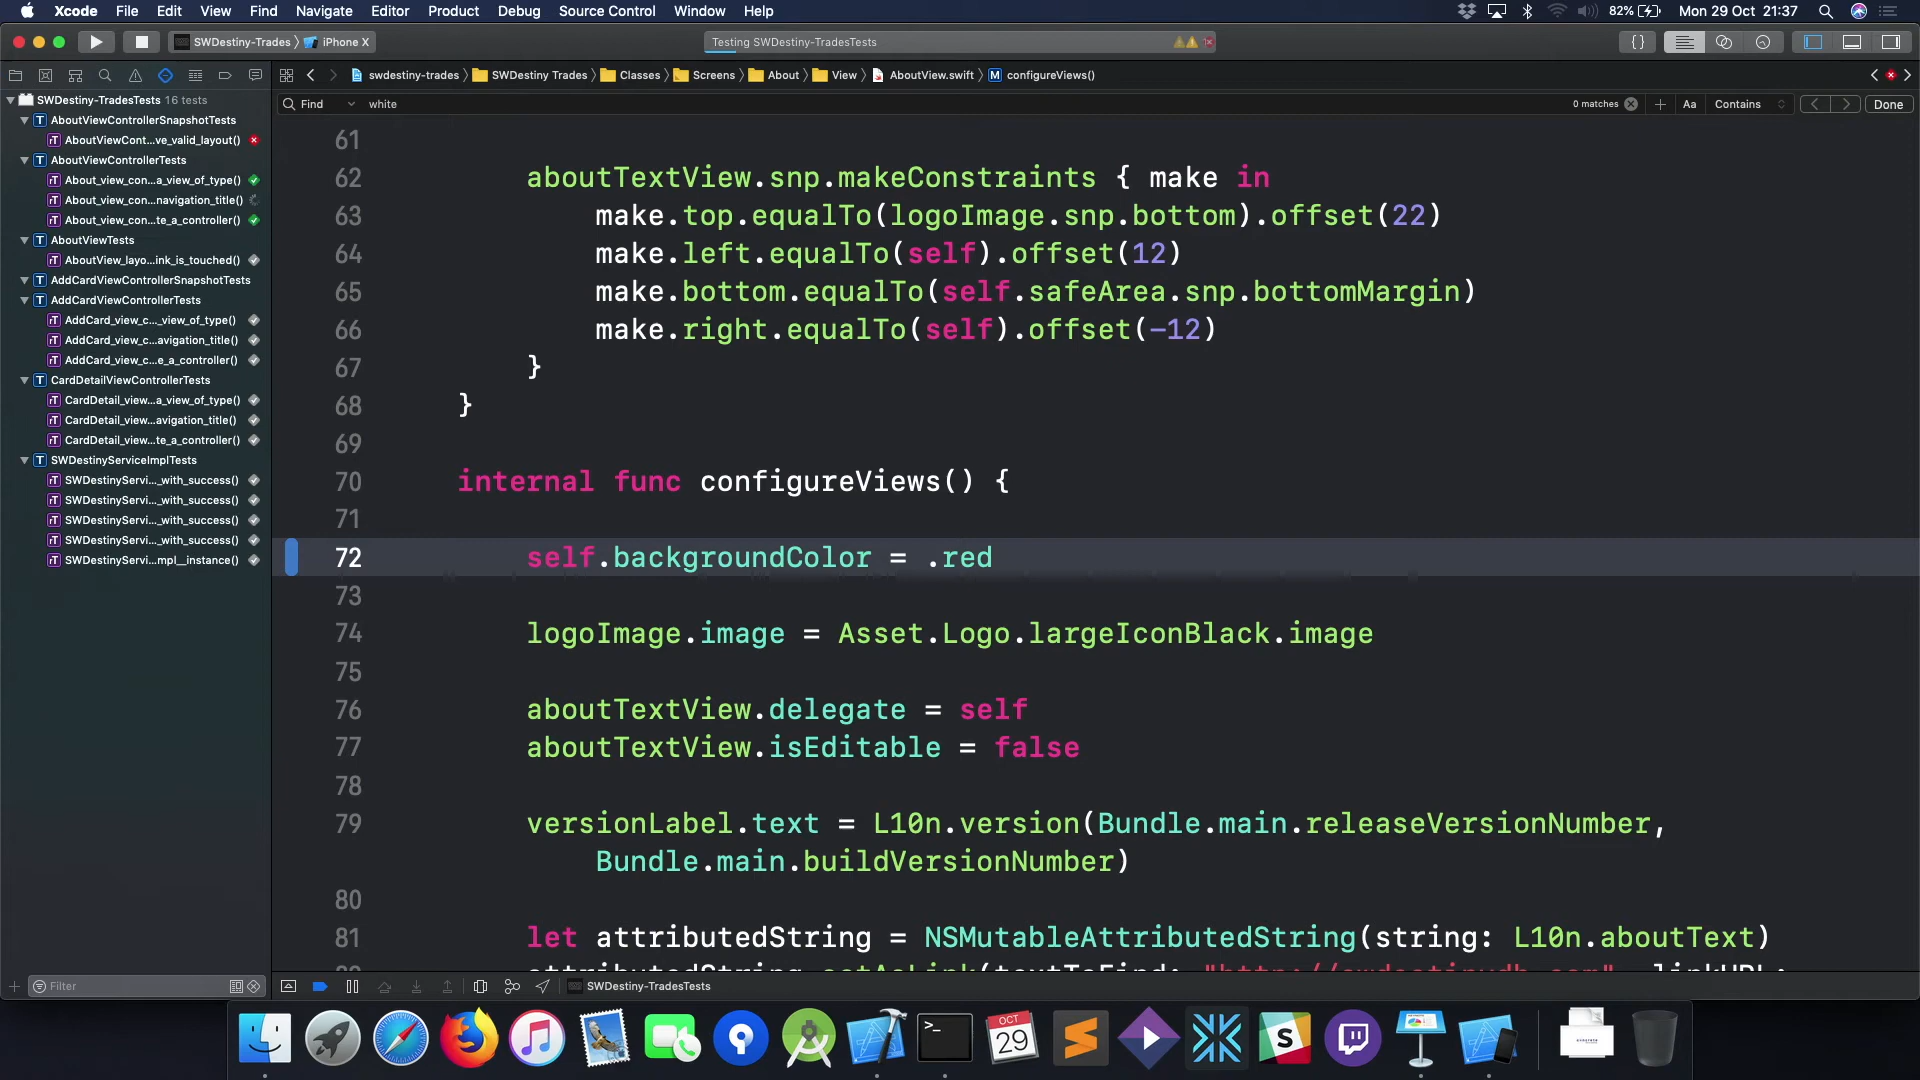 Xcode File Edit View Find Navigate Editor Product Debug Source Control Window Help 82% Mon 29 Oct 21:37
SWDestiny-Trades iPhone X Testing SWDestiny-TradesTests
swdestiny-trades SWDestiny Trades Classes Screens About View AboutView.swift M configureViews()
Find white 0 matches Aa Contains Done
SWDestiny-TradesTests 16 tests
T AboutViewControllerSnapshotTests
AboutViewCont...ve_valid_layout()
T AboutViewControllerTests
About_view_con...a_view_of_type()
About_view_con...navigation_title()
About_view_con...te_a_controller()
T AboutViewTests
AboutView_layo...ink_is_touched()
T AddCardViewControllerSnapshotTests
T AddCardViewControllerTests
AddCard_view_c..._view_of_type()
AddCard_view_c...avigation_title()
AddCard_view_c...e_a_controller()
T CardDetailViewControllerTests
CardDetail_view...a_view_of_type()
CardDetail_view...avigation_title()
CardDetail_view...te_a_controller()
T SWDestinyServiceImplTests
SWDestinyServi..._with_success()
SWDestinyServi..._with_success()
SWDestinyServi..._with_success()
SWDestinyServi..._with_success()
SWDestinyServi...mpl__instance()
Filter
61
62 aboutTextView.snp.makeConstraints { make in
63 make.top.equalTo(logoImage.snp.bottom).offset(22)
64 make.left.equalTo(self).offset(12)
65 make.bottom.equalTo(self.safeArea.snp.bottomMargin)
66 make.right.equalTo(self).offset(-12)
67 }
68 }
69
70 internal func configureViews() {
71
72 self.backgroundColor = .red
73
74 logoImage.image = Asset.Logo.largeIconBlack.image
75
76 aboutTextView.delegate = self
77 aboutTextView.isEditable = false
78
79 versionLabel.text = L10n.version(Bundle.main.releaseVersionNumber,
Bundle.main.buildVersionNumber)
80
81 let attributedString = NSMutableAttributedString(string: L10n.aboutText)
SWDestiny-TradesTests
OCT
29